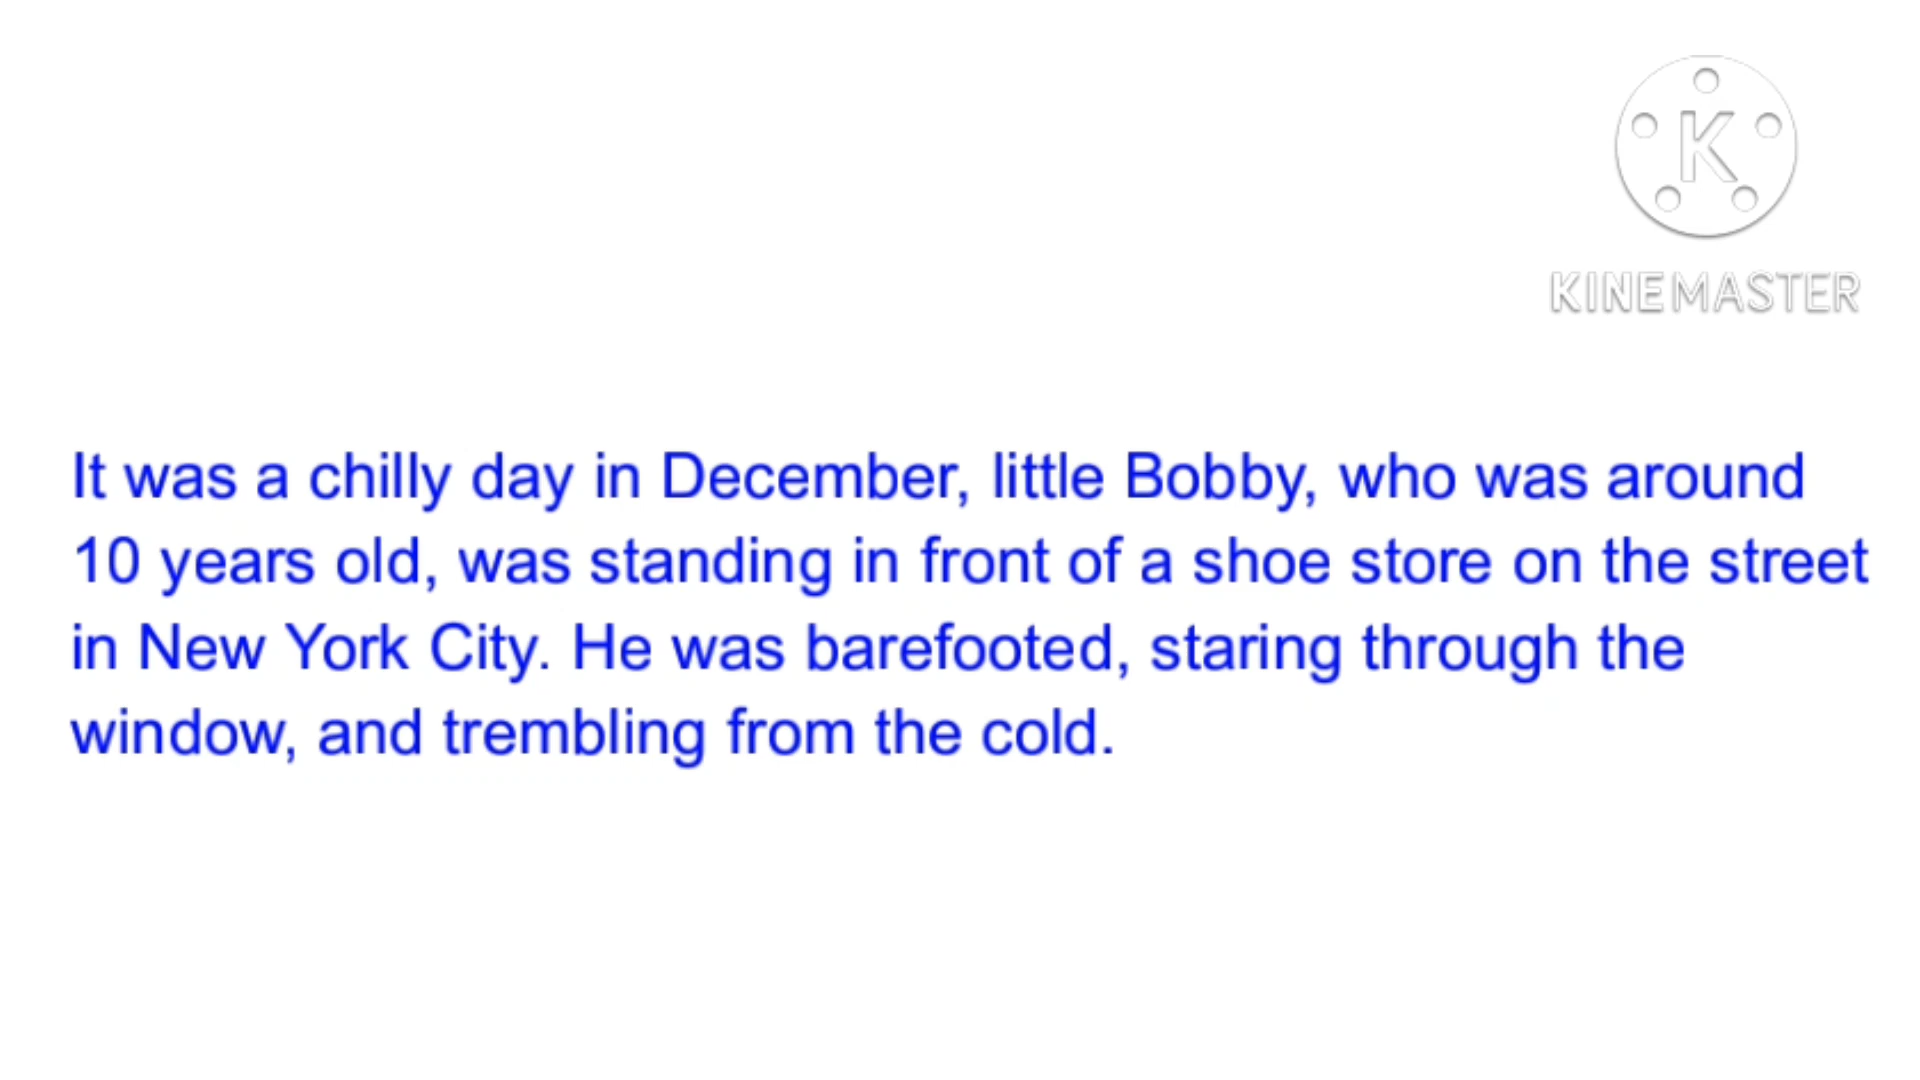 K
KINEMASTER
It was a chilly day in December, little Bobby, who was around
10 years old, was standing in front of a shoe store on the street
in New York City. He was barefooted, staring through the
window, and trembling from the cold.